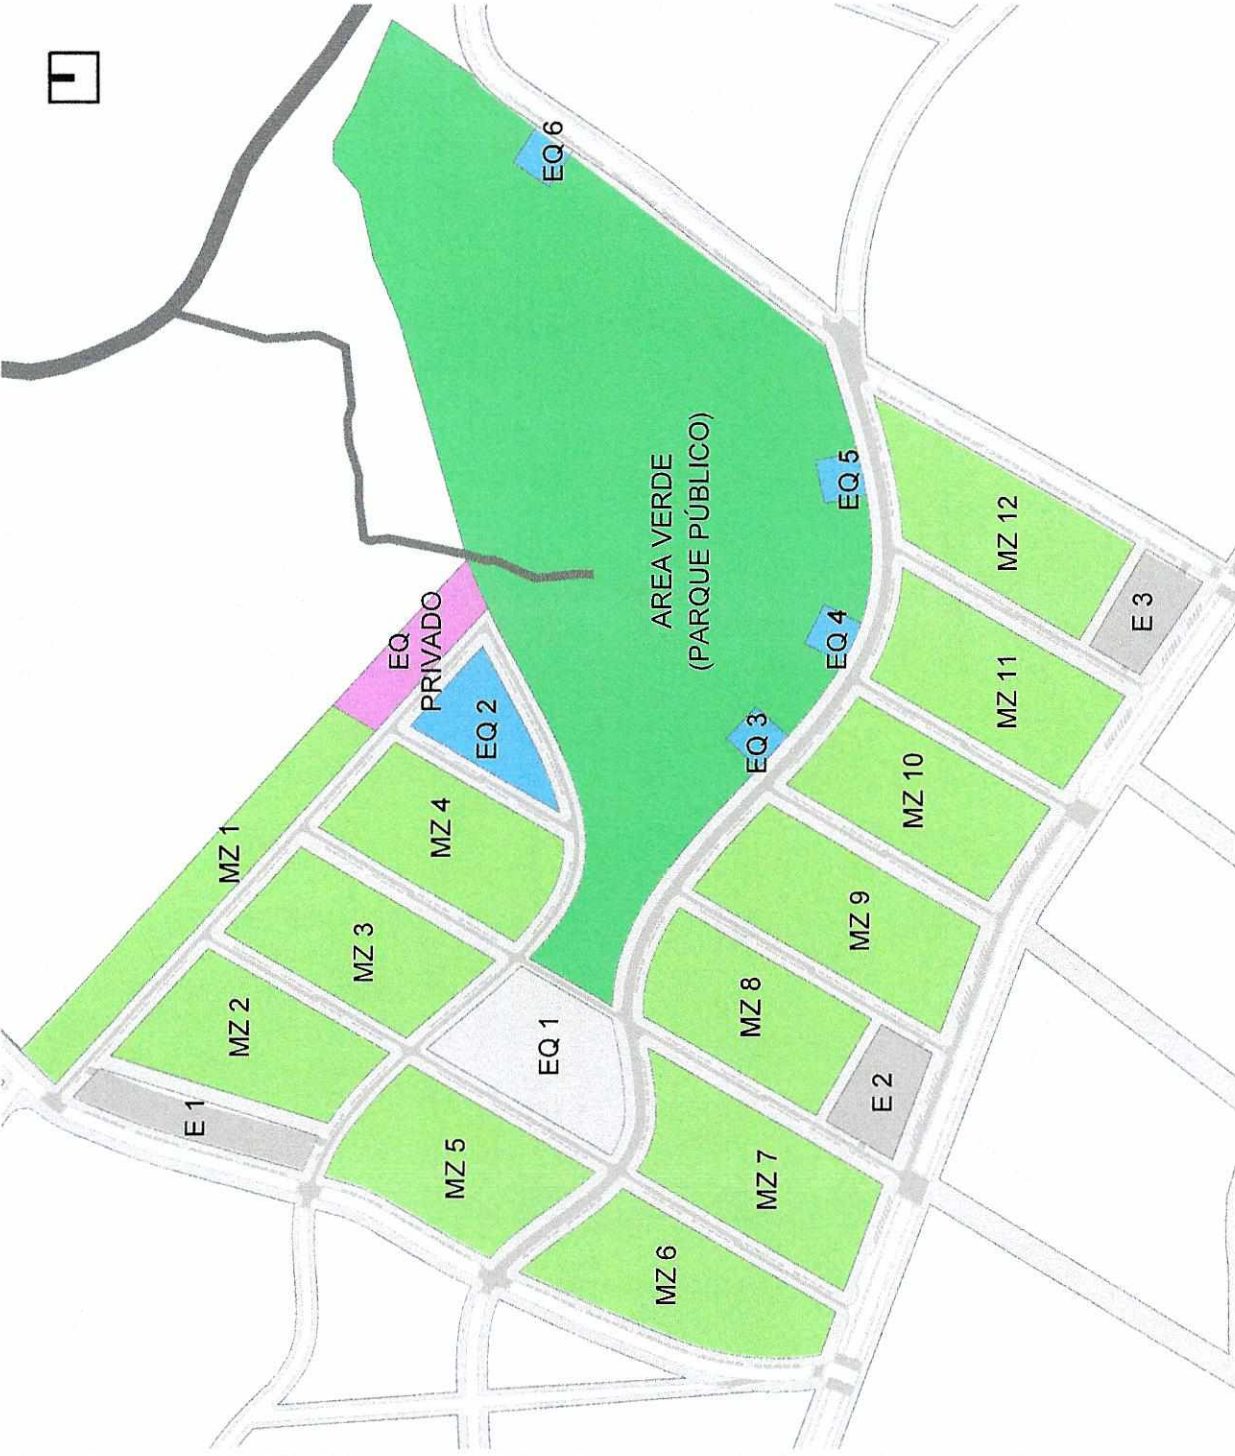 MZ 1
EQ
PRIVADO
MZ 2
MZ 3
MZ 4
EQ 2
E 1
MZ 5
EQ 1
AREA VERDE
(PARQUE PÚBLICO)
EQ 6
EQ 3
EQ 4
EQ 5
MZ 6
MZ 7
MZ 8
MZ 9
MZ 10
MZ 11
MZ 12
E 2
E 3